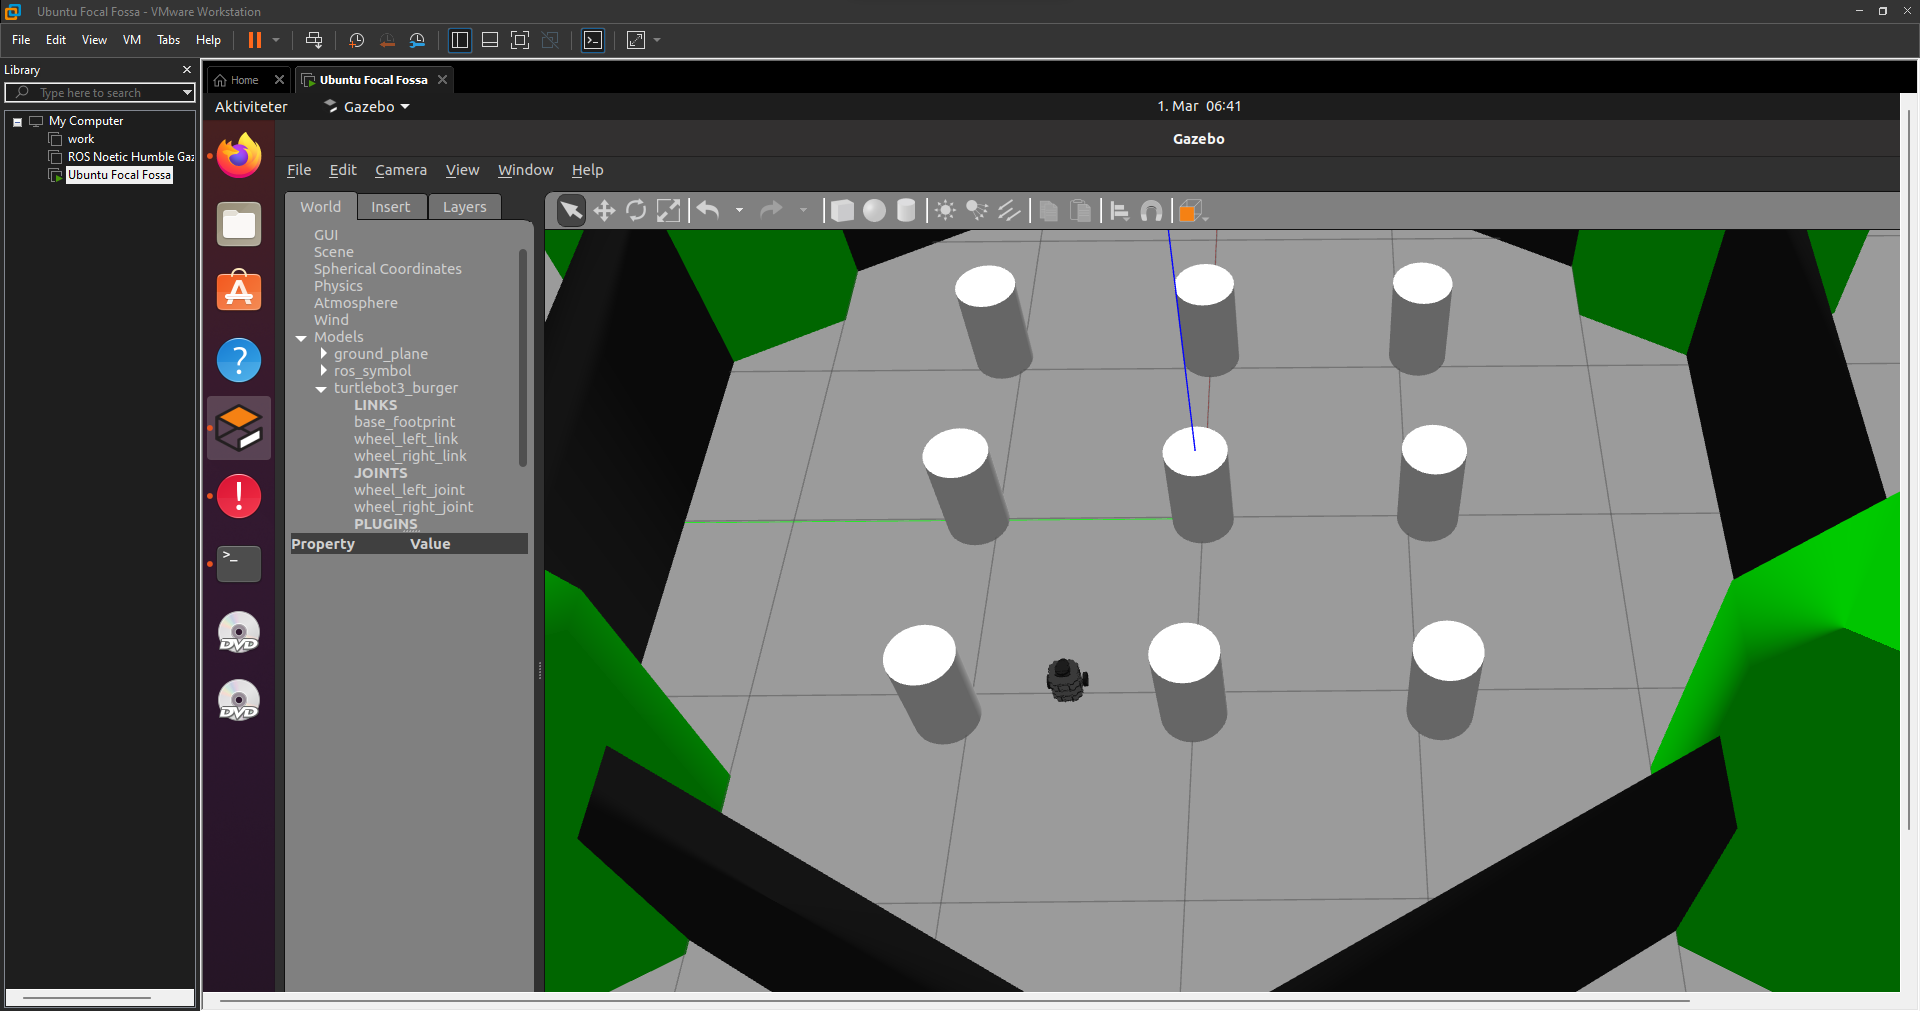 Ubuntu Focal Fossa - VMware Workstation
File Edit View VM Tabs Help
Library
Type here to search
My Computer
work
ROS Noetic Humble Gaz
Ubuntu Focal Fossa
Home
Ubuntu Focal Fossa
Aktiviteter
Gazebo
1. Mar 06:41
Gazebo
File Edit Camera View Window Help
World Insert Layers
GUI
Scene
Spherical Coordinates
Physics
Atmosphere
Wind
Models
ground_plane
ros_symbol
turtlebot3_burger
LINKS
base_footprint
wheel_left_link
wheel_right_link
JOINTS
wheel_left_joint
wheel_right_joint
PLUGINS
Property Value
DVD
DVD